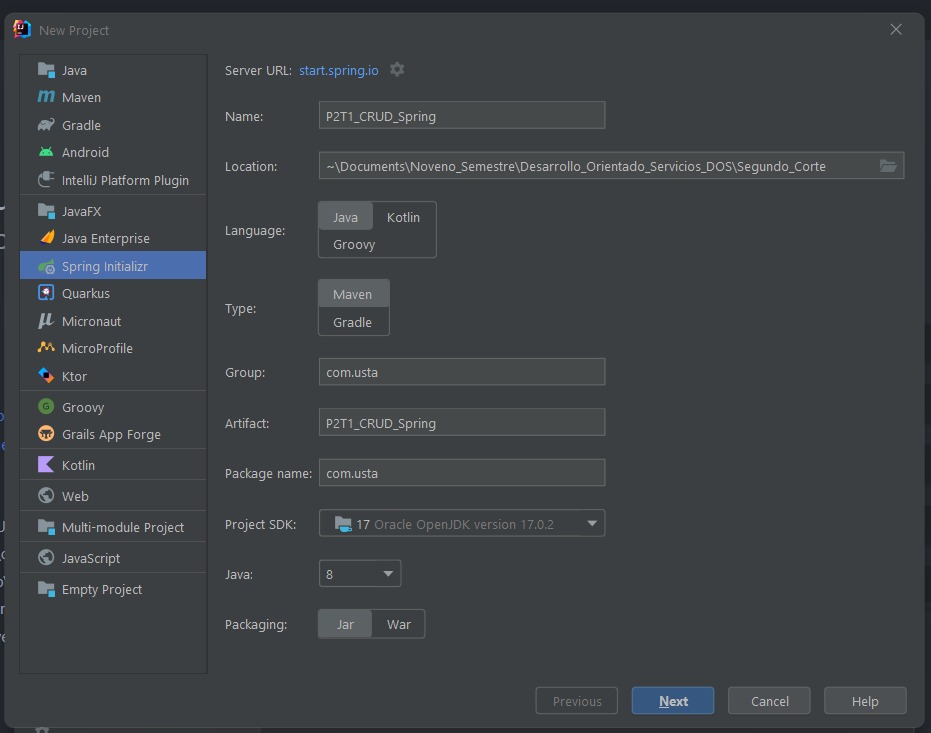 New Project
Java
Maven
Gradle
Android
IntelliJ Platform Plugin
JavaFX
Java Enterprise
Spring Initializr
Quarkus
Micronaut
MicroProfile
Ktor
Groovy
Grails App Forge
Kotlin
Web
Multi-module Project
JavaScript
Empty Project
Server URL: start.spring.io
Name: P2T1_CRUD_Spring
Location: ~\Documents\Noveno_Semestre\Desarrollo_Orientado_Servicios_DOS\Segundo_Corte
Language: Java Kotlin
Groovy
Type: Maven
Gradle
Group: com.usta
Artifact: P2T1_CRUD_Spring
Package name: com.usta
Project SDK: 17 Oracle OpenJDK version 17.0.2
Java: 8
Packaging: Jar War
Previous Next Cancel Help